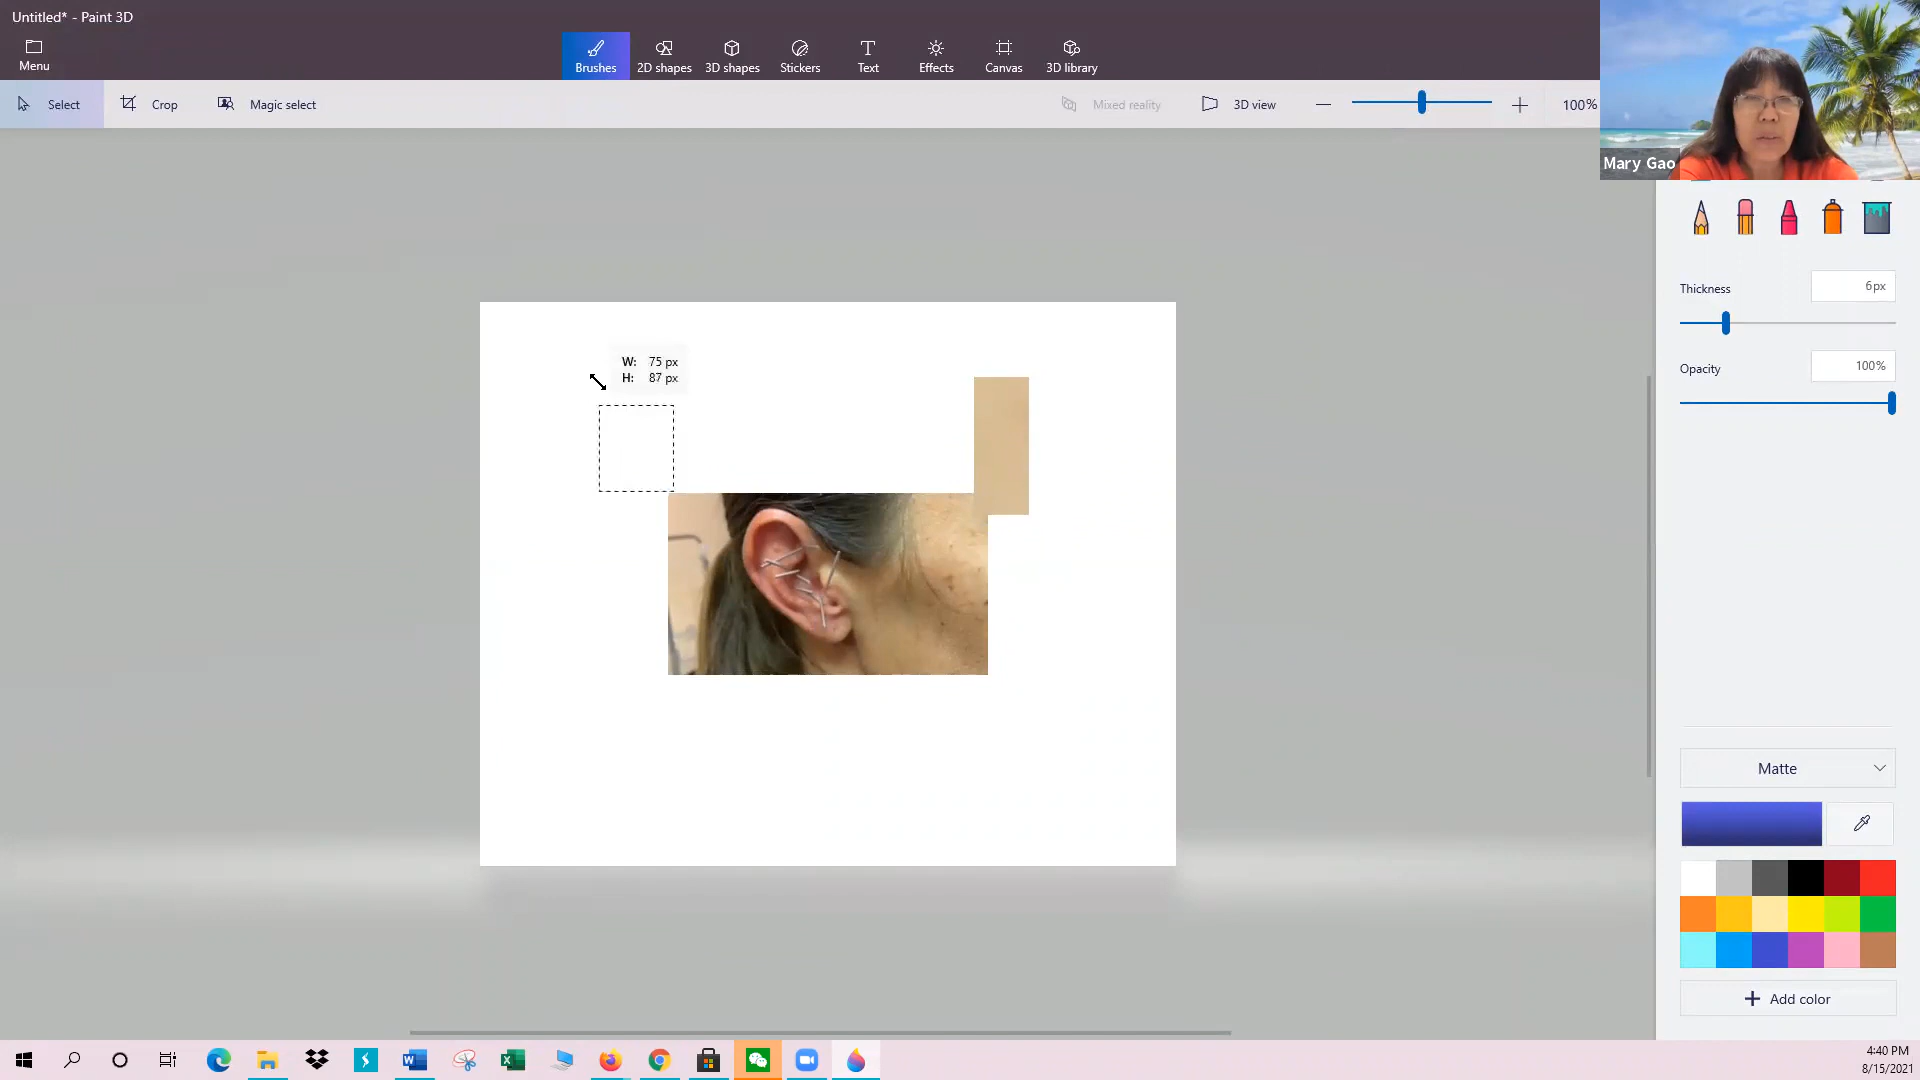 Untitled* - Paint 3D
Menu
Brushes
2D shapes
3D shapes
Stickers
Text
Effects
Canvas
3D library
Select
Crop
Magic select
Mixed reality
3D view
100%
Mary Gao
Thickness
6px
Opacity
100%
W: 75 px
H: 87 px
Matte
Add color
4:40 PM
8/15/2021